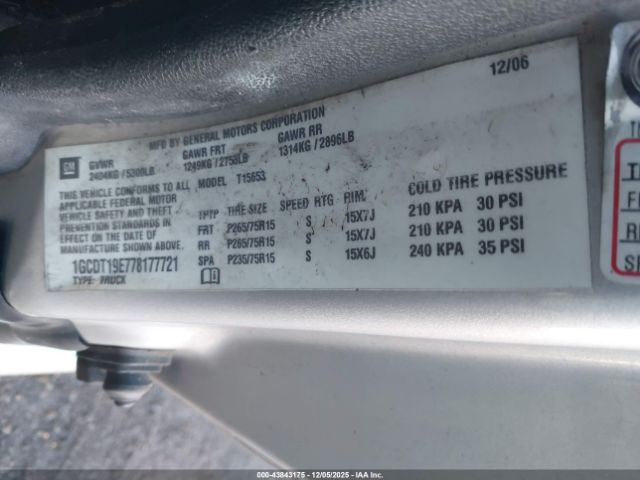 12/06
MFD BY GENERAL MOTORS CORPORATION
GM GVWR GAWR FRT GAWR RR
2404KG / 5300LB 1249KG / 2753LB 1314KG / 2896LB
THIS VEHICLE CONFORMS TO ALL MODEL T15653
APPLICABLE FEDERAL MOTOR
VEHICLE SAFETY AND THEFT
PREVENTION STANDARDS IN
EFFECT ON THE DATE OF
MANUFACTURE SHOWN ABOVE.
1GCDT19E778177721
TYPE: TRUCK
TPTP TIRE SIZE SPEED RTG RIM COLD TIRE PRESSURE
FRT P265/75R15 S 15X7J 210 KPA 30 PSI
RR P265/75R15 S 15X7J 210 KPA 30 PSI
SPA P235/75R15 S 15X6J 240 KPA 35 PSI
000-43843175 - 12/05/2025 - IAAI.com